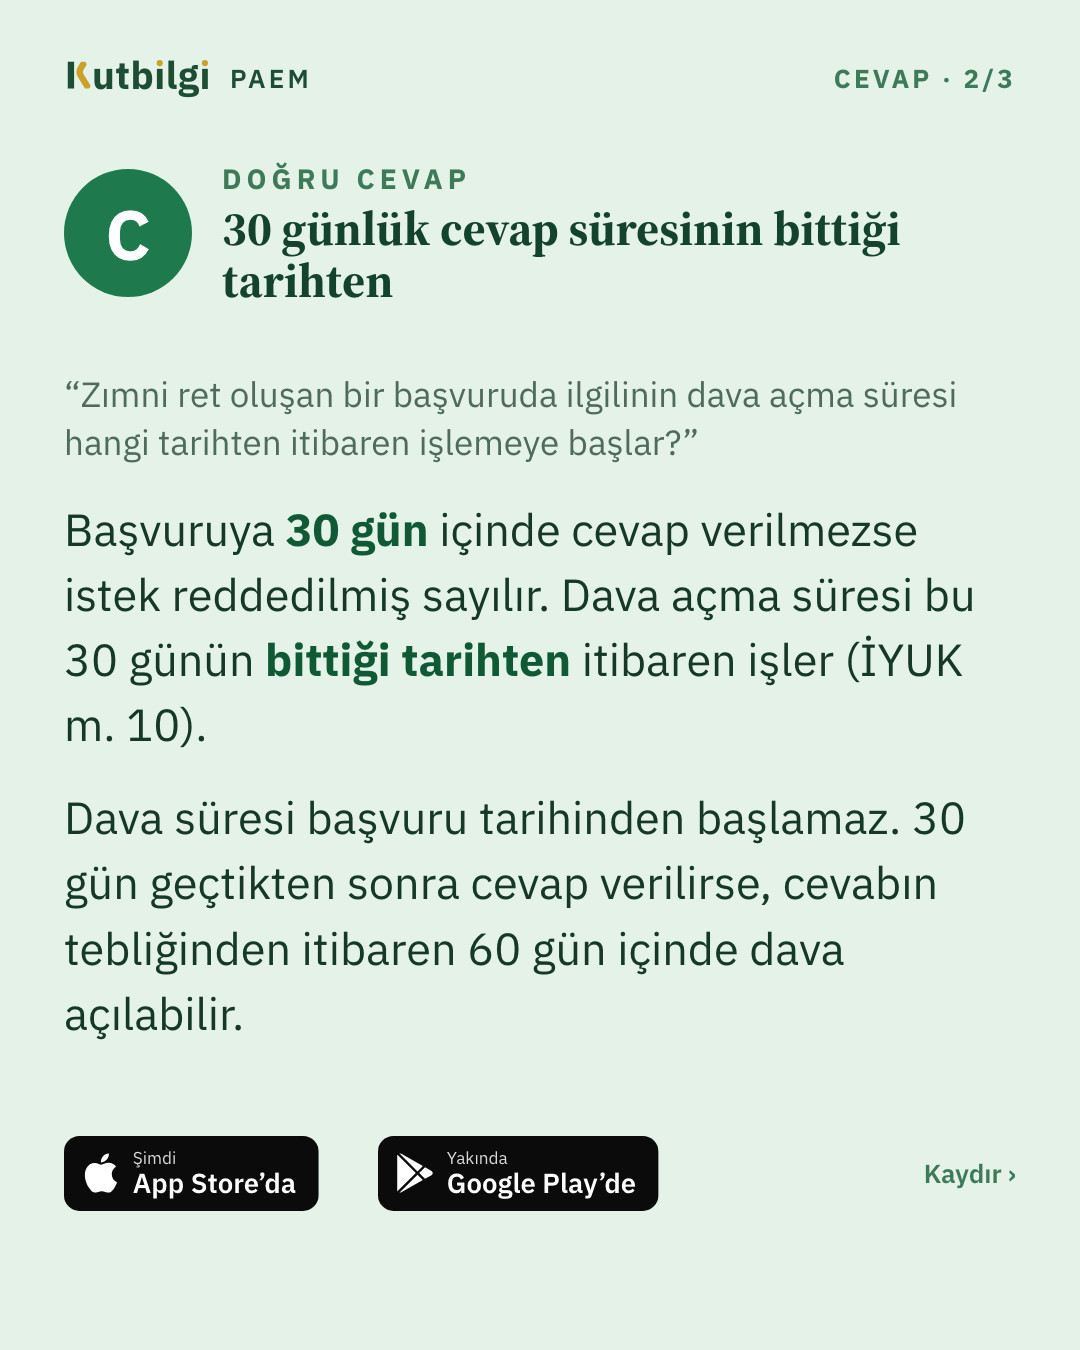 Kutbilgi PAEM
CEVAP · 2/3
C
DOĞRU CEVAP
30 günlük cevap süresinin bittiği
tarihten
“Zımni ret oluşan bir başvuruda ilgilinin dava açma süresi
hangi tarihten itibaren işlemeye başlar?”
Başvuruya 30 gün içinde cevap verilmezse
istek reddedilmiş sayılır. Dava açma süresi bu
30 günün bittiği tarihten itibaren işler (İYUK
m. 10).
Dava süresi başvuru tarihinden başlamaz. 30
gün geçtikten sonra cevap verilirse, cevabın
tebliğinden itibaren 60 gün içinde dava
açılabilir.
Şimdi
App Store’da
Yakında
Google Play’de
Kaydır ›